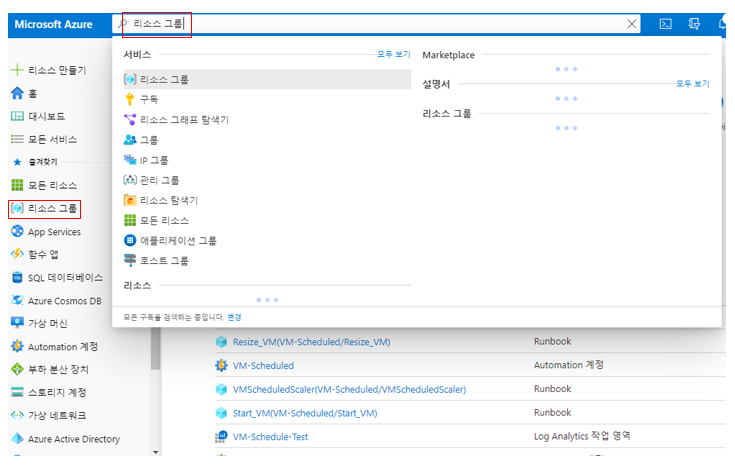 Microsoft Azure
리소스 그룹
리소스 만들기
홈
대시보드
모든 서비스
즐겨찾기
모든 리소스
리소스 그룹
App Services
함수 앱
SQL 데이터베이스
Azure Cosmos DB
가상 머신
Automation 계정
부하 분산 장치
스토리지 계정
가상 네트워크
Azure Active Directory
서비스 모두 보기
리소스 그룹
구독
리소스 그래프 탐색기
그룹
IP 그룹
관리 그룹
리소스 탐색기
모든 리소스
애플리케이션 그룹
호스트 그룹
리소스
Marketplace
설명서 모두 보기
리소스 그룹
모든 구독을 검색하는 중입니다. 변경
Resize_VM(VM-Scheduled/Resize_VM) Runbook
VM-Scheduled Automation 계정
VMScheduledScaler(VM-Scheduled/VMScheduledScaler) Runbook
Start_VM(VM-Scheduled/Start_VM) Runbook
VM-Schedule-Test Log Analytics 작업 영역